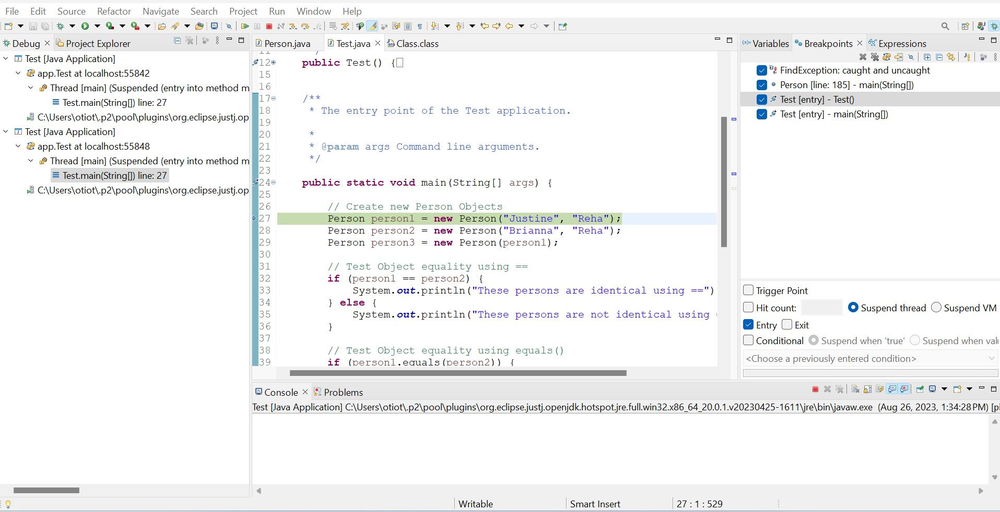 File Edit Source Refactor Navigate Search Project Run Window Help
Debug Project Explorer
Test [Java Application]
app.Test at localhost:55842
Thread [main] (Suspended (entry into method m
Test.main(String[]) line: 27
C:\Users\otiot\.p2\pool\plugins\org.eclipse.justj.op
Test [Java Application]
app.Test at localhost:55848
Thread [main] (Suspended (entry into method m
Test.main(String[]) line: 27
C:\Users\otiot\.p2\pool\plugins\org.eclipse.justj.op
Person.java Test.java Class.class
11 */
12 public Test() {
15
16
17 /**
18 * The entry point of the Test application.
19
20 *
21 * @param args Command line arguments.
22 */
23
24 public static void main(String[] args) {
25
26 // Create new Person Objects
27 Person person1 = new Person("Justine", "Reha");
28 Person person2 = new Person("Brianna", "Reha");
29 Person person3 = new Person(person1);
30
31 // Test Object equality using ==
32 if (person1 == person2) {
33 System.out.println("These persons are identical using ==")
34 } else {
35 System.out.println("These persons are not identical using
36 }
37
38 // Test Object equality using equals()
39 if (person1.equals(person2)) {
Variables Breakpoints Expressions
FindException: caught and uncaught
Person [line: 185] - main(String[])
Test [entry] - Test()
Test [entry] - main(String[])
Trigger Point
Hit count: Suspend thread Suspend VM
Entry Exit
Conditional Suspend when 'true' Suspend when valu
<Choose a previously entered condition>
Console Problems
Test [Java Application] C:\Users\otiot\.p2\pool\plugins\org.eclipse.justj.openjdk.hotspot.jre.full.win32.x86_64_20.0.1.v20230425-1611\jre\bin\javaw.exe (Aug 26, 2023, 1:34:28 PM) [pi
Writable Smart Insert 27 : 1 : 529